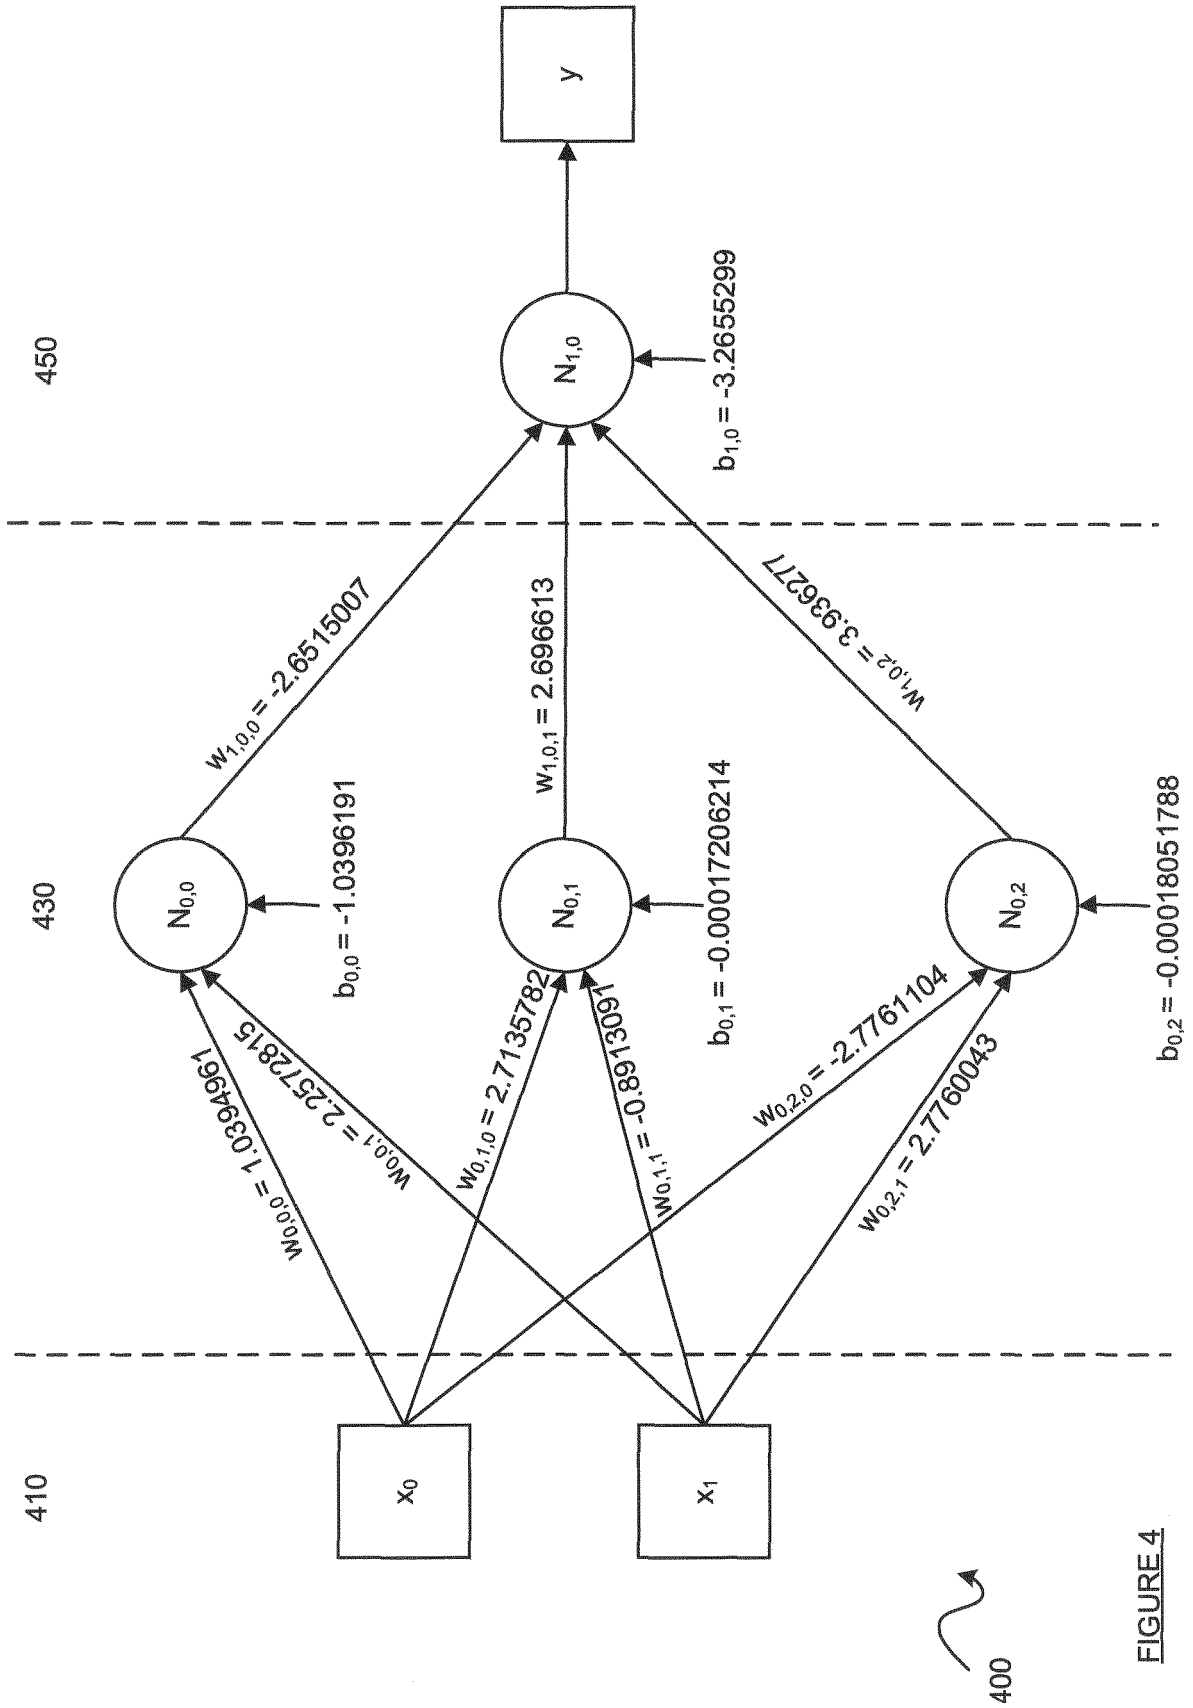 410
430
450
x₀
x₁
w₀,₀,₀ = 1.0394961
w₀,₀,₁ = 2.2572815
w₀,₁,₀ = 2.7135782
w₀,₁,₁ = -0.8913091
w₀,₂,₀ = -2.7761104
w₀,₂,₁ = 2.7760043
N₀,₀
b₀,₀ = -1.0396191
N₀,₁
b₀,₁ = -0.00017206214
N₀,₂
b₀,₂ = -0.00018051788
w₁,₀,₀ = -2.6515007
w₁,₀,₁ = 2.696613
w₁,₀,₂ = 3.936277
N₁,₀
b₁,₀ = -3.2655299
y
400
FIGURE 4